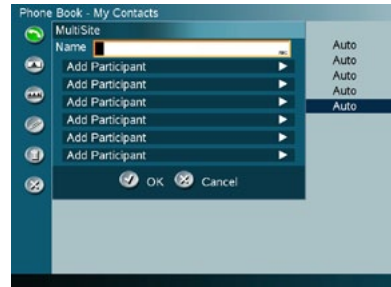 Phone Book - My Contacts
MultiSite
Name
Add Participant
Add Participant
Add Participant
Add Participant
Add Participant
Add Participant
OK Cancel
Auto
Auto
Auto
Auto
Auto